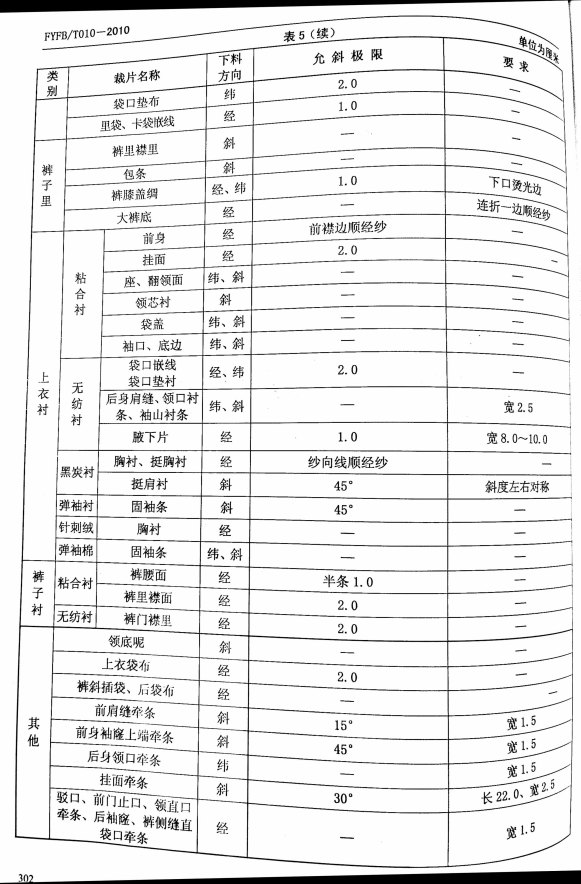 FYFB/T010—2010
表5（续）
单位为厘米
类别 裁片名称 下料方向 允斜极限 要求
袋口垫布 纬 2.0 —
里袋、卡袋嵌线 经 1.0 —
裤子里
裤里襟里 斜 — —
包条 斜 — —
裤膝盖绸 经、纬 1.0 下口烫光边
大裤底 经 — 连折一边顺经纱
上衣衬
粘合衬
前身 经 前襟边顺经纱 —
挂面 经 2.0 —
座、翻领面 纬、斜 — —
领芯衬 斜 — —
袋盖 纬、斜 — —
袖口、底边 纬、斜 — —
无纺衬
袋口嵌线
袋口垫衬 经、纬 2.0 —
后身肩缝、领口衬
条、袖山衬条 纬、斜 — 宽2.5
腋下片 经 1.0 宽8.0～10.0
黑炭衬 胸衬、挺胸衬 经 纱向线顺经纱 —
挺肩衬 斜 45° 斜度左右对称
弹袖衬 固袖条 斜 45° —
针刺绒 胸衬 经 — —
弹袖棉 固袖条 纬、斜 — —
裤子衬
粘合衬 裤腰面 经 半条1.0 —
裤里襟面 经 2.0 —
无纺衬 裤门襟里 经 2.0 —
其他
领底呢 斜 — —
上衣袋布 经 2.0 —
裤斜插袋、后袋布 经 — —
前肩缝牵条 斜 15° 宽1.5
前身袖窿上端牵条 斜 45° 宽1.5
后身领口牵条 纬 — 宽1.5
挂面牵条 斜 30° 长22.0、宽2.5
驳口、前门止口、领直口
牵条、后袖窿、裤侧缝直
袋口牵条 经 — 宽1.5
302